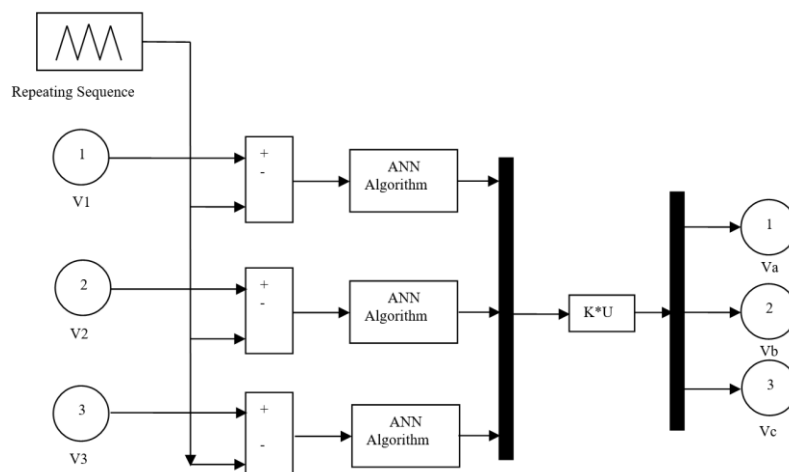 Repeating Sequence
1
+
-
ANN
Algorithm
V1
1
Va
2
+
-
ANN
Algorithm
K*U
2
V2
Vb
3
+
-
ANN
Algorithm
3
V3
Vc